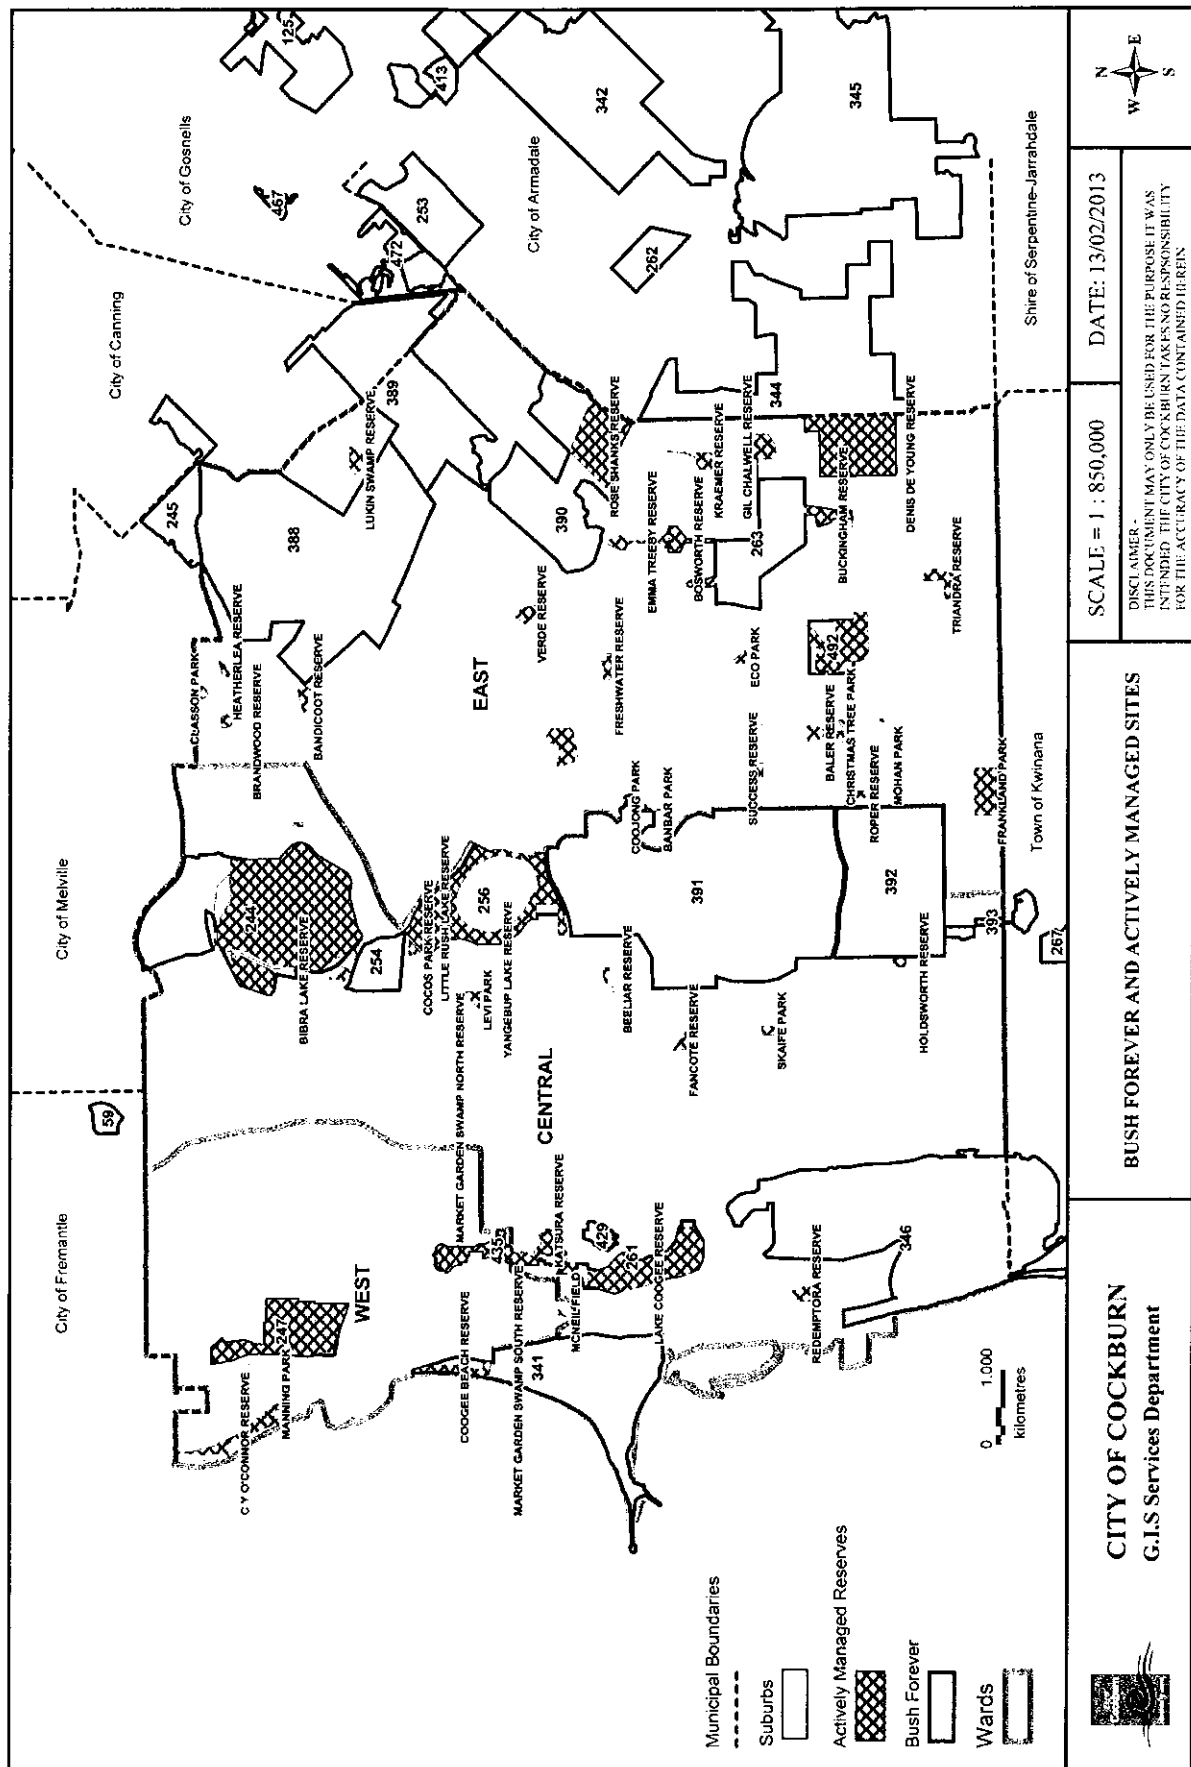 City of Fremantle
City of Melville
City of Canning
City of Gosnells
City of Armadale
Shire of Serpentine-Jarrahdale
Town of Kwinana
WEST
CENTRAL
EAST
59
125
467
413
472
253
342
262
345
344
245
388
389
390
263
492
244
254
256
391
392
393
267
247
435
429
261
341
346
C Y O'CONNOR RESERVE
MANNING PARK
COOGEE BEACH RESERVE
MARKET GARDEN SWAMP SOUTH RESERVE
MARKET GARDEN SWAMP NORTH RESERVE
KATSURA RESERVE
MCNEIL FIELD
LAKE COOGEE RESERVE
REDEMPTORA RESERVE
BIBRA LAKE RESERVE
COCOS PARK RESERVE
LITTLE RUSH LAKE RESERVE
LEVI PARK
YANGEBUP LAKE RESERVE
BEELIAR RESERVE
FANCOTE RESERVE
SKAIFE PARK
HOLDSWORTH RESERVE
CLASSON PARK
HEATHERLEA RESERVE
BRANDWOOD RESERVE
BANDICOOT RESERVE
LUKIN SWAMP RESERVE
VERDE RESERVE
FRESHWATER RESERVE
ROSE SHANKS RESERVE
EMMA TREEBY RESERVE
BOSWORTH RESERVE
KRAEMER RESERVE
GIL CHALWELL RESERVE
BUCKINGHAM RESERVE
DENIS DE YOUNG RESERVE
TRIANDRA RESERVE
ECO PARK
COOJONG PARK
BANBAR PARK
SUCCESS RESERVE
BALER RESERVE
CHRISTMAS TREE PARK
ROPER RESERVE
MOHAN PARK
FRANKLAND PARK
Municipal Boundaries
Suburbs
Actively Managed Reserves
Bush Forever
Wards
0 1.000
kilometres
CITY OF COCKBURN
G.I.S Services Department
BUSH FOREVER AND ACTIVELY MANAGED SITES
SCALE = 1 : 850,000
DATE: 13/02/2013
DISCLAIMER -
THIS DOCUMENT MAY ONLY BE USED FOR THE PURPOSE IT WAS
INTENDED. THE CITY OF COCKBURN TAKES NO RESPSONSIBILITY
FOR THE ACCURACY OF THE DATA CONTAINED HEREIN
N
W
E
S